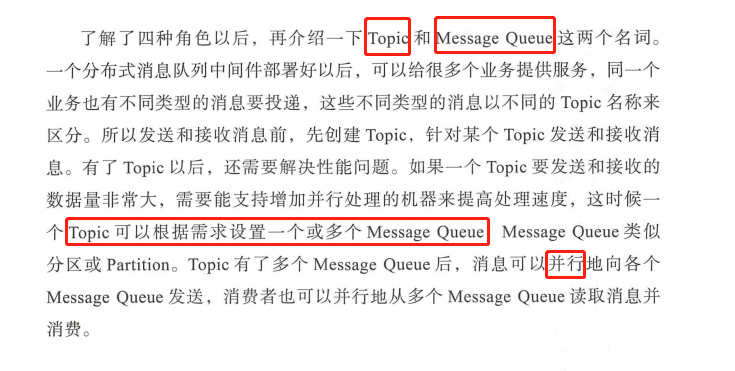 了解了四种角色以后，再介绍一下 Topic 和 Message Queue 这两个名词。
一个分布式消息队列中间件部署好以后，可以给很多个业务提供服务，同一个
业务也有不同类型的消息要投递，这些不同类型的消息以不同的 Topic 名称来
区分。所以发送和接收消息前，先创建 Topic，针对某个 Topic 发送和接收消
息。有了 Topic 以后，还需要解决性能问题。如果一个 Topic 要发送和接收的
数据量非常大，需要能支持增加并行处理的机器来提高处理速度，这时候一
个 Topic 可以根据需求设置一个或多个 Message Queue Message Queue 类似
分区或 Partition。Topic 有了多个 Message Queue 后，消息可以并行地向各个
Message Queue 发送，消费者也可以并行地从多个 Message Queue 读取消息并
消费。